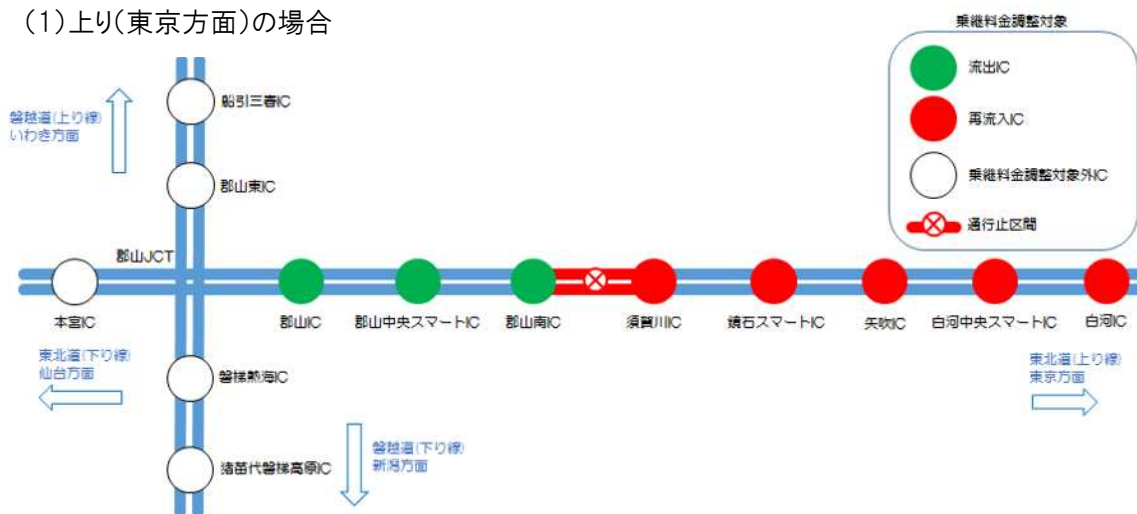 (1)上り(東京方面)の場合
乗継料金調整対象
流出IC
再流入IC
乗継料金調整対象外IC
通行止区間
船引三春IC
磐越道(上り線)
いわき方面
郡山東IC
郡山JCT
本宮IC
郡山IC
郡山中央スマートIC
郡山南IC
須賀川IC
鏡石スマートIC
矢吹IC
白河中央スマートIC
白河IC
東北道(下り線)
仙台方面
磐梯熱海IC
東北道(上り線)
東京方面
磐越道(下り線)
新潟方面
猪苗代磐梯高原IC